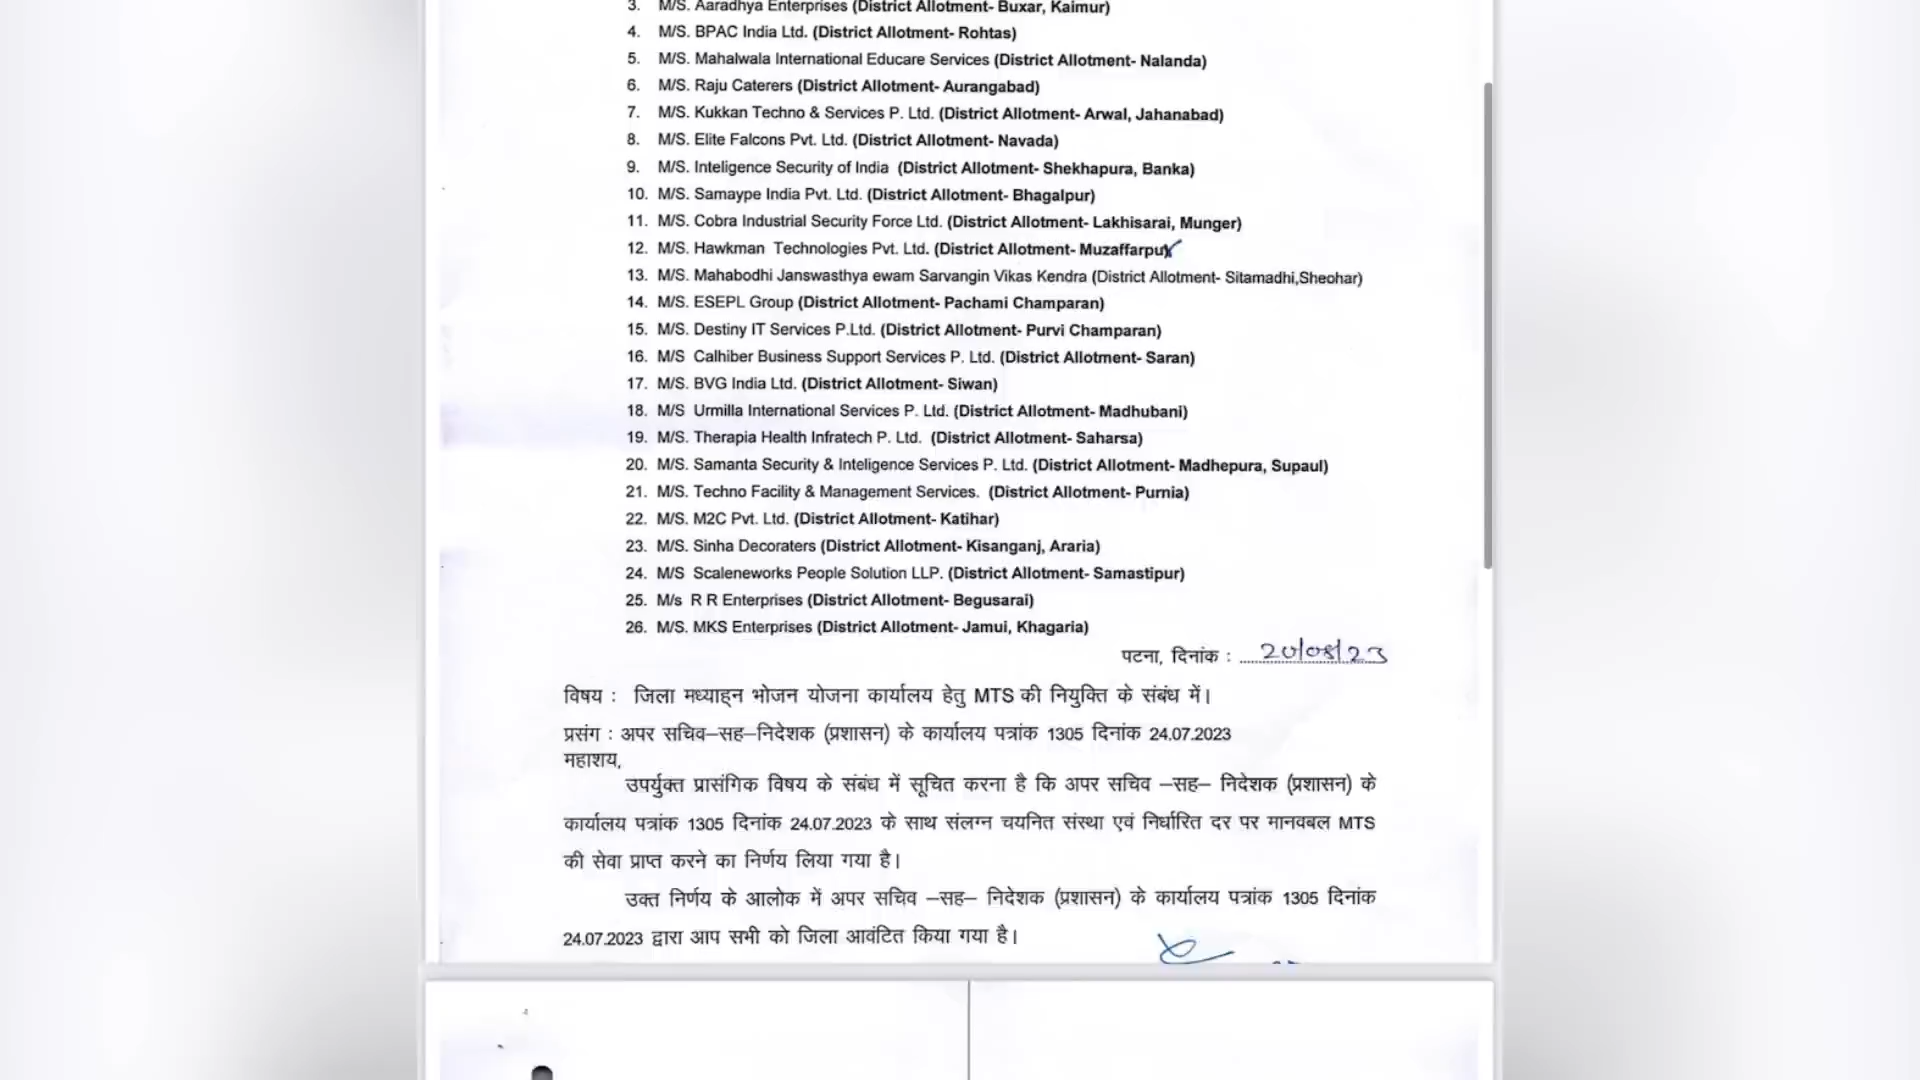 3. M/S. Aaradhya Enterprises (District Allotment- Buxar, Kaimur)
4. M/S. BPAC India Ltd. (District Allotment- Rohtas)
5. M/S. Mahalwala International Educare Services (District Allotment- Nalanda)
6. M/S. Raju Caterers (District Allotment- Aurangabad)
7. M/S. Kukkan Techno & Services P. Ltd. (District Allotment- Arwal, Jahanabad)
8. M/S. Elite Falcons Pvt. Ltd. (District Allotment- Navada)
9. M/S. Inteligence Security of India (District Allotment- Shekhapura, Banka)
10. M/S. Samaype India Pvt. Ltd. (District Allotment- Bhagalpur)
11. M/S. Cobra Industrial Security Force Ltd. (District Allotment- Lakhisarai, Munger)
12. M/S. Hawkman Technologies Pvt. Ltd. (District Allotment- Muzaffarpur
13. M/S. Mahabodhi Janswasthya ewam Sarvangin Vikas Kendra (District Allotment- Sitamadhi,Sheohar)
14. M/S. ESEPL Group (District Allotment- Pachami Champaran)
15. M/S. Destiny IT Services P.Ltd. (District Allotment- Purvi Champaran)
16. M/S Calhiber Business Support Services P. Ltd. (District Allotment- Saran)
17. M/S. BVG India Ltd. (District Allotment- Siwan)
18. M/S Urmilla International Services P. Ltd. (District Allotment- Madhubani)
19. M/S. Therapia Health Infratech P. Ltd. (District Allotment- Saharsa)
20. M/S. Samanta Security & Inteligence Services P. Ltd. (District Allotment- Madhepura, Supaul)
21. M/S. Techno Facility & Management Services. (District Allotment- Purnia)
22. M/S. M2C Pvt. Ltd. (District Allotment- Katihar)
23. M/S. Sinha Decoraters (District Allotment- Kisanganj, Araria)
24. M/S Scaleneworks People Solution LLP. (District Allotment- Samastipur)
25. M/s R R Enterprises (District Allotment- Begusarai)
26. M/S. MKS Enterprises (District Allotment- Jamui, Khagaria)
पटना, दिनांक : 20/08/23
विषय : जिला मध्याह्न भोजन योजना कार्यालय हेतु MTS की नियुक्ति के संबंध में।
प्रसंग : अपर सचिव–सह–निदेशक (प्रशासन) के कार्यालय पत्रांक 1305 दिनांक 24.07.2023
महाशय,
उपर्युक्त प्रासंगिक विषय के संबंध में सूचित करना है कि अपर सचिव –सह– निदेशक (प्रशासन) के
कार्यालय पत्रांक 1305 दिनांक 24.07.2023 के साथ संलग्न चयनित संस्था एवं निर्धारित दर पर मानवबल MTS
की सेवा प्राप्त करने का निर्णय लिया गया है।
उक्त निर्णय के आलोक में अपर सचिव –सह– निदेशक (प्रशासन) के कार्यालय पत्रांक 1305 दिनांक
24.07.2023 द्वारा आप सभी को जिला आवंटित किया गया है।